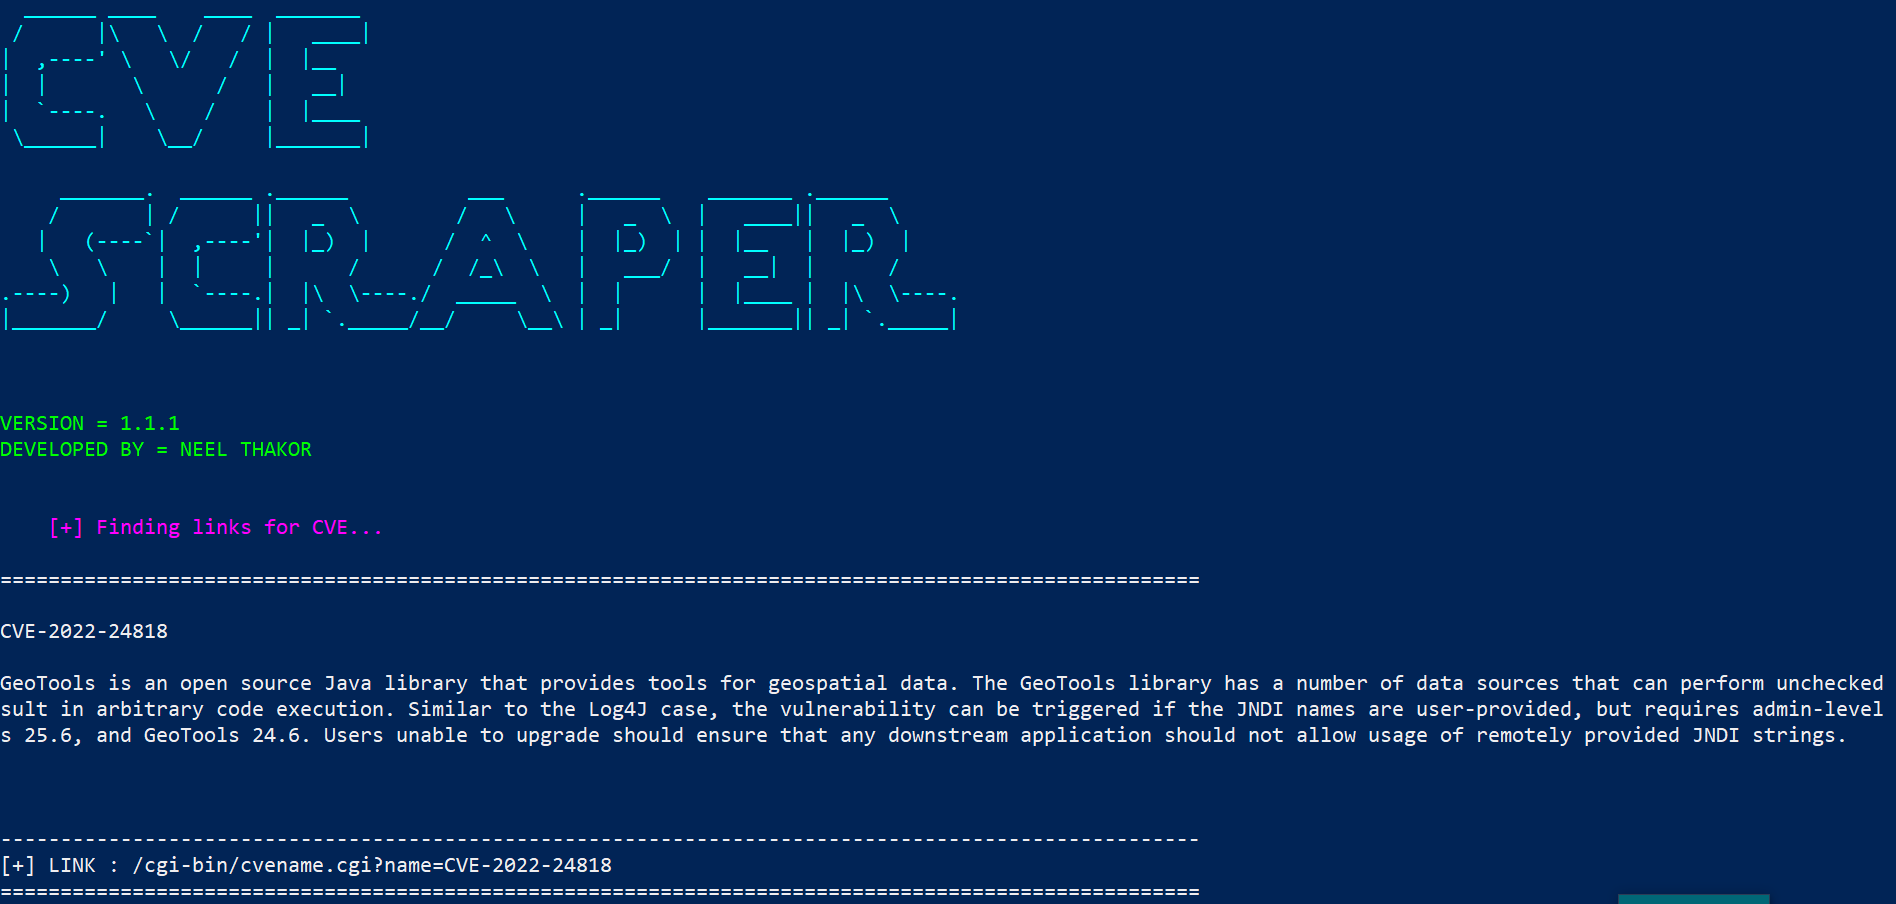 CVE
SCRAPER
VERSION = 1.1.1
DEVELOPED BY = NEEL THAKOR
[+] Finding links for CVE...
====================================================================================================
CVE-2022-24818
GeoTools is an open source Java library that provides tools for geospatial data. The GeoTools library has a number of data sources that can perform unchecked
sult in arbitrary code execution. Similar to the Log4J case, the vulnerability can be triggered if the JNDI names are user-provided, but requires admin-level
s 25.6, and GeoTools 24.6. Users unable to upgrade should ensure that any downstream application should not allow usage of remotely provided JNDI strings.
----------------------------------------------------------------------------------------------------
[+] LINK : /cgi-bin/cvename.cgi?name=CVE-2022-24818
====================================================================================================